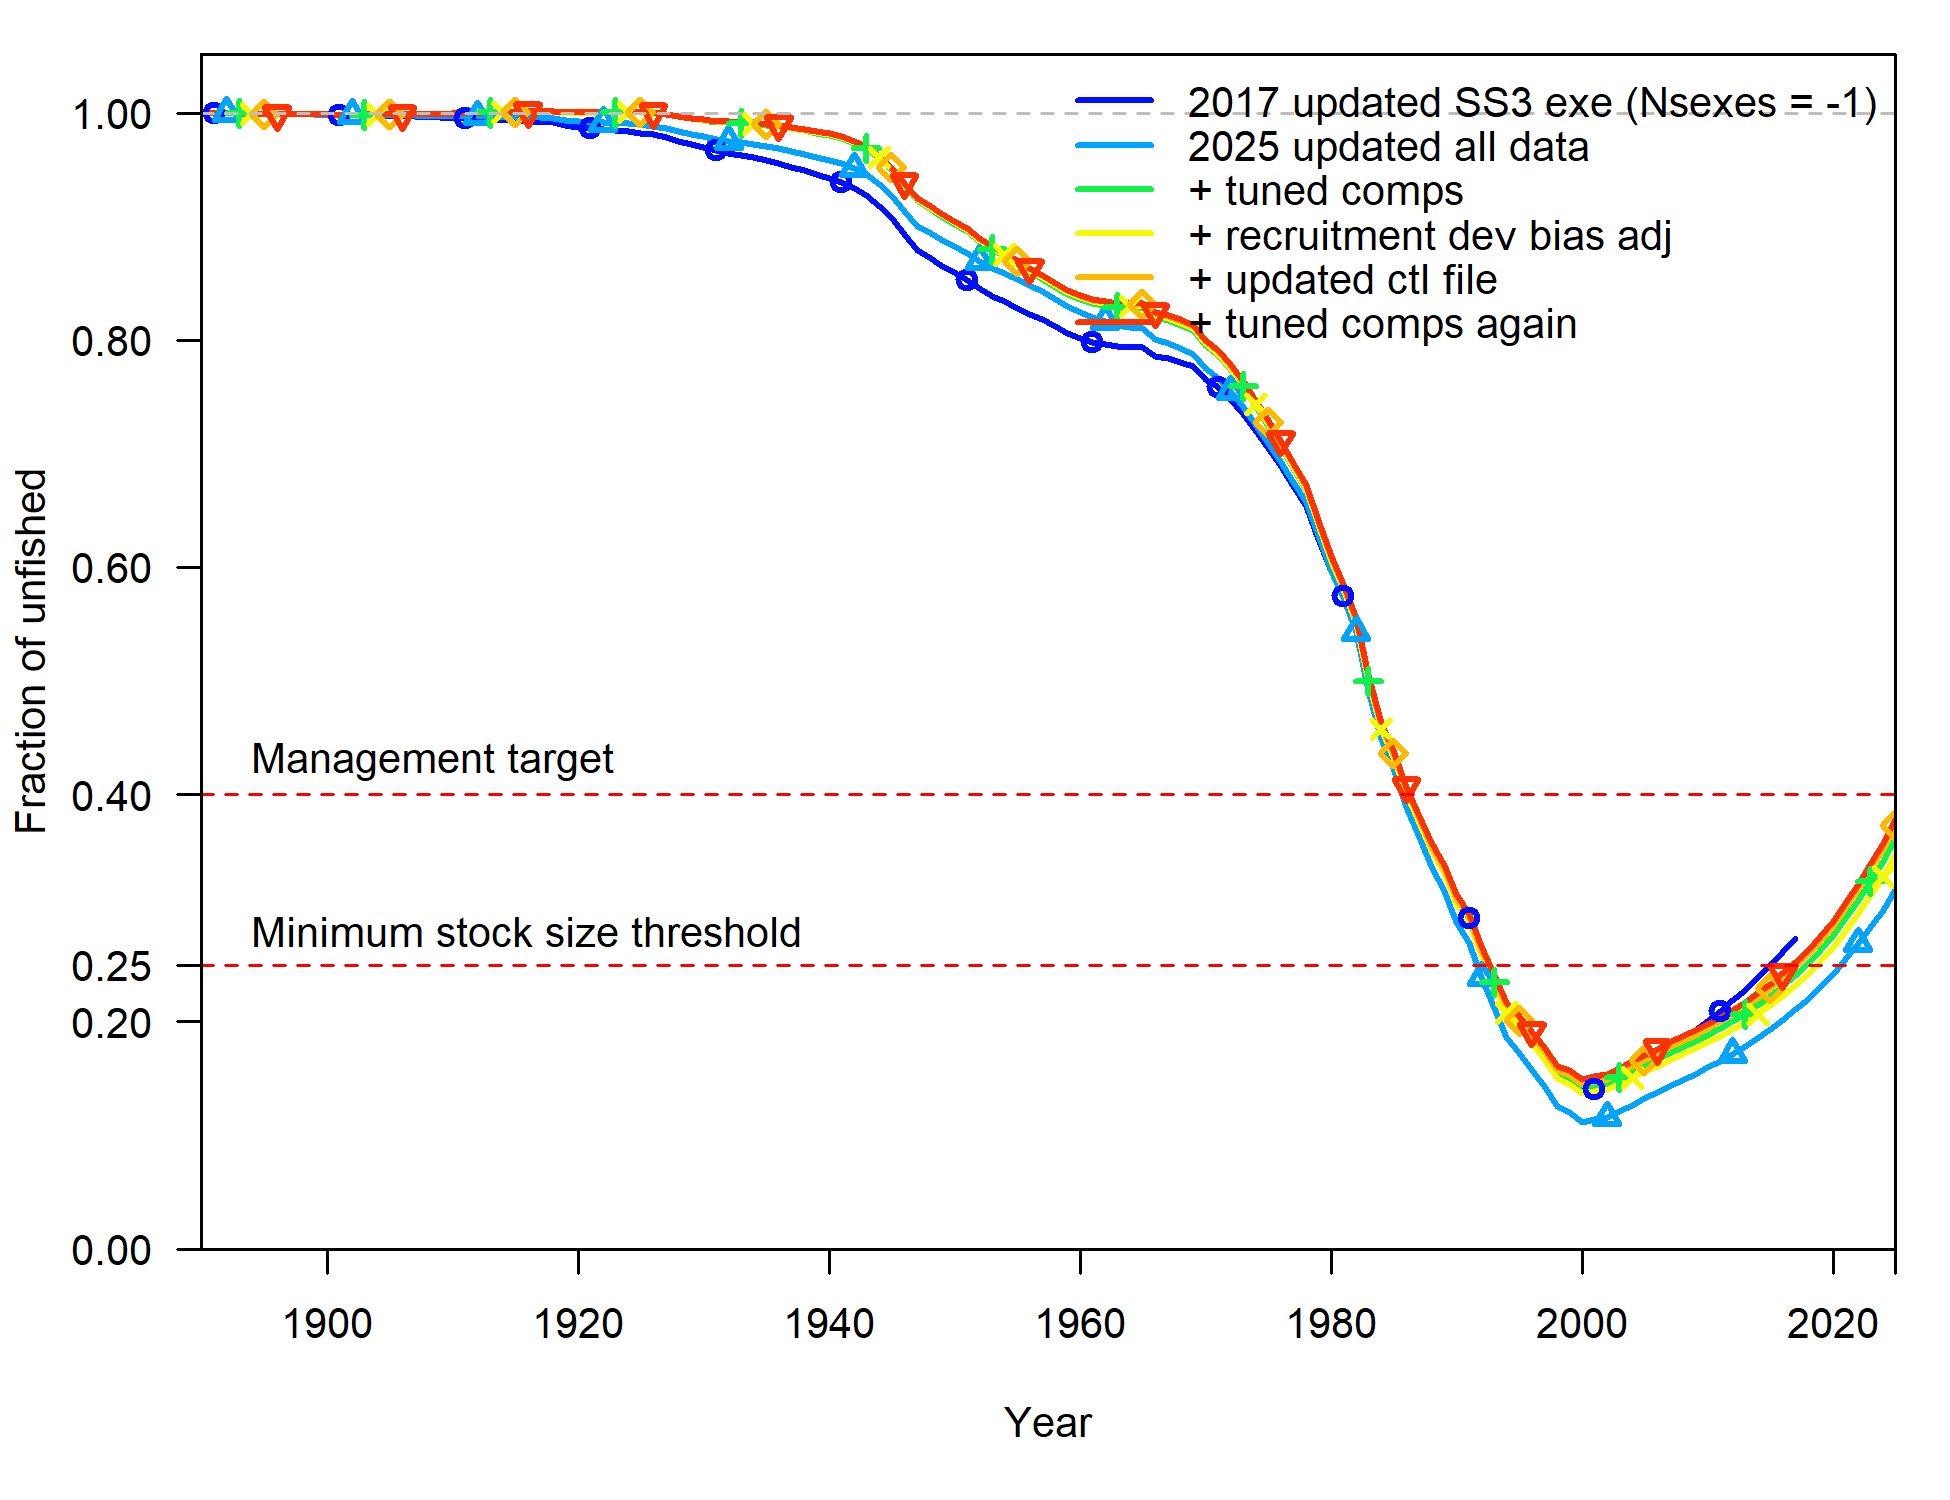 1.00
0.80
0.60
0.40
0.25
0.20
0.00
Fraction of unfished
2017 updated SS3 exe (Nsexes = -1)
2025 updated all data
+ tuned comps
+ recruitment dev bias adj
+ updated ctl file
+ tuned comps again
Management target
Minimum stock size threshold
1900 1920 1940 1960 1980 2000 2020
Year